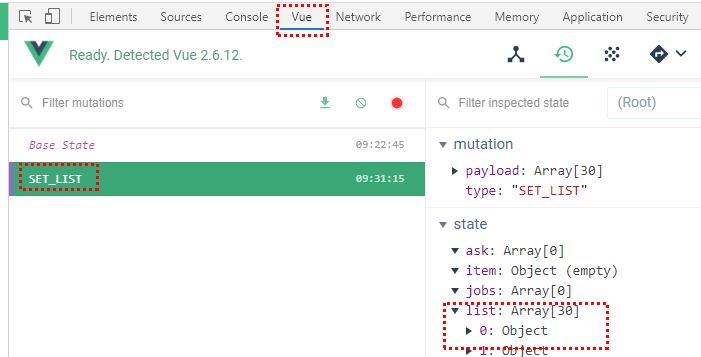 Elements Sources Console Vue Network Performance Memory Application Security
Ready. Detected Vue 2.6.12.
Filter mutations
Filter inspected state
(Root)
Base State 09:22:45
SET_LIST 09:31:15
mutation
payload: Array[30]
type: "SET_LIST"
state
ask: Array[0]
item: Object (empty)
jobs: Array[0]
list: Array[30]
0: Object
1: Object